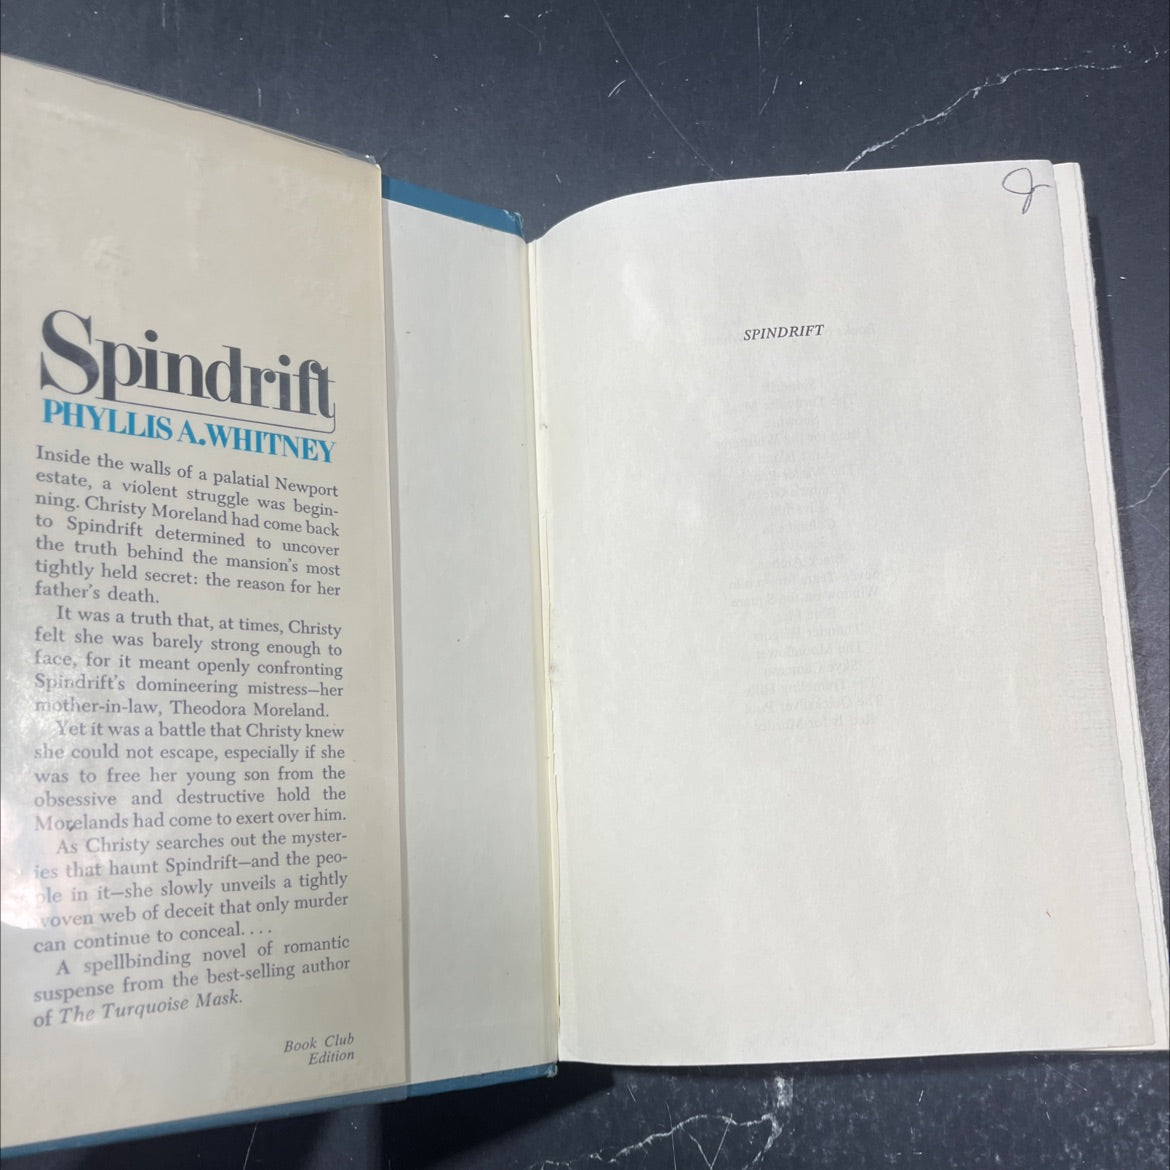 Spindrift
PHYLLIS A. WHITNEY
Inside the walls of a palatial Newport
estate, a violent struggle was begin-
ning. Christy Moreland had come back
to Spindrift determined to uncover
the truth behind the mansion's most
tightly held secret: the reason for her
father's death.
It was a truth that, at times, Christy
felt she was barely strong enough to
face, for it meant openly confronting
Spindrift's domineering mistress—her
mother-in-law, Theodora Moreland.
Yet it was a battle that Christy knew
she could not escape, especially if she
was to free her young son from the
obsessive and destructive hold the
Morelands had come to exert over him.
As Christy searches out the myster-
ies that haunt Spindrift—and the peo-
ple in it—she slowly unveils a tightly
woven web of deceit that only murder
can continue to conceal. . . .
A spellbinding novel of romantic
suspense from the best-selling author
of The Turquoise Mask.
Book Club
Edition
SPINDRIFT